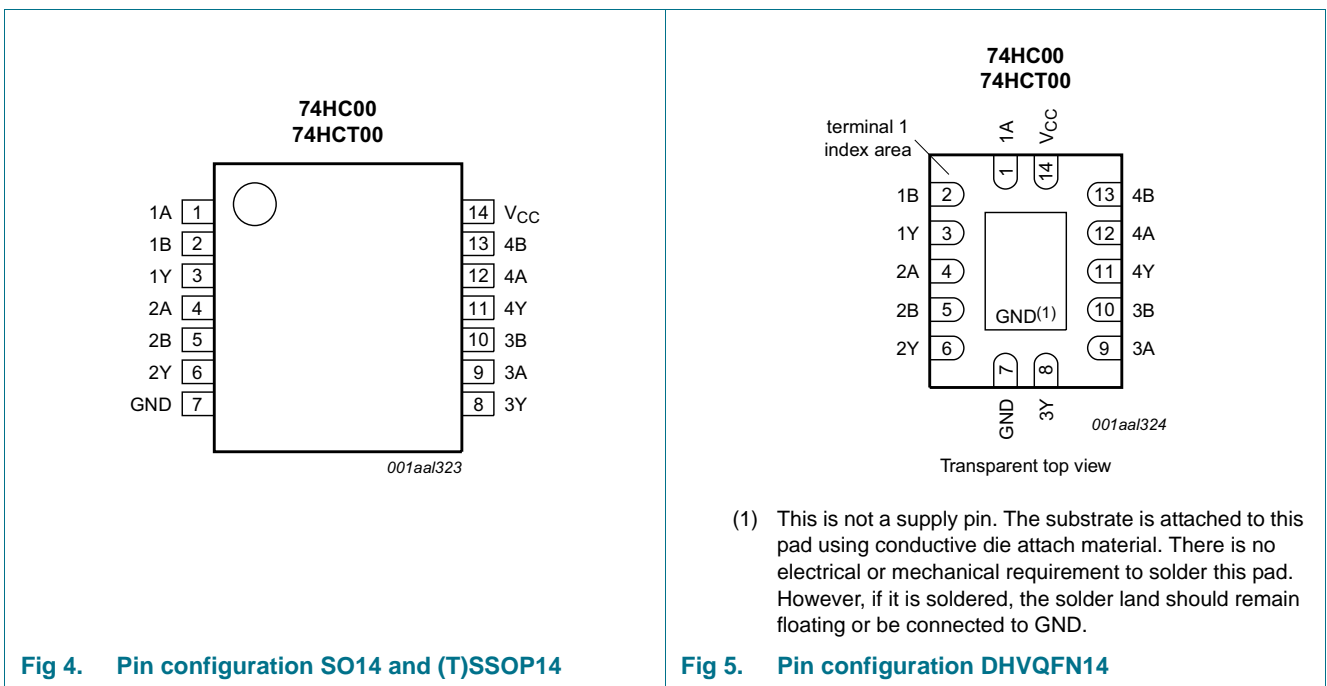 74HC00
74HCT00
1A 1
1B 2
1Y 3
2A 4
2B 5
2Y 6
GND 7
14 VCC
13 4B
12 4A
11 4Y
10 3B
9 3A
8 3Y
001aal323
Fig 4. Pin configuration SO14 and (T)SSOP14
74HC00
74HCT00
terminal 1
index area
1A
VCC
1
14
1B 2
1Y 3
2A 4
2B 5
2Y 6
13 4B
12 4A
11 4Y
10 3B
9 3A
GND(1)
7
8
GND
3Y
001aal324
Transparent top view
(1) This is not a supply pin. The substrate is attached to this
pad using conductive die attach material. There is no
electrical or mechanical requirement to solder this pad.
However, if it is soldered, the solder land should remain
floating or be connected to GND.
Fig 5. Pin configuration DHVQFN14